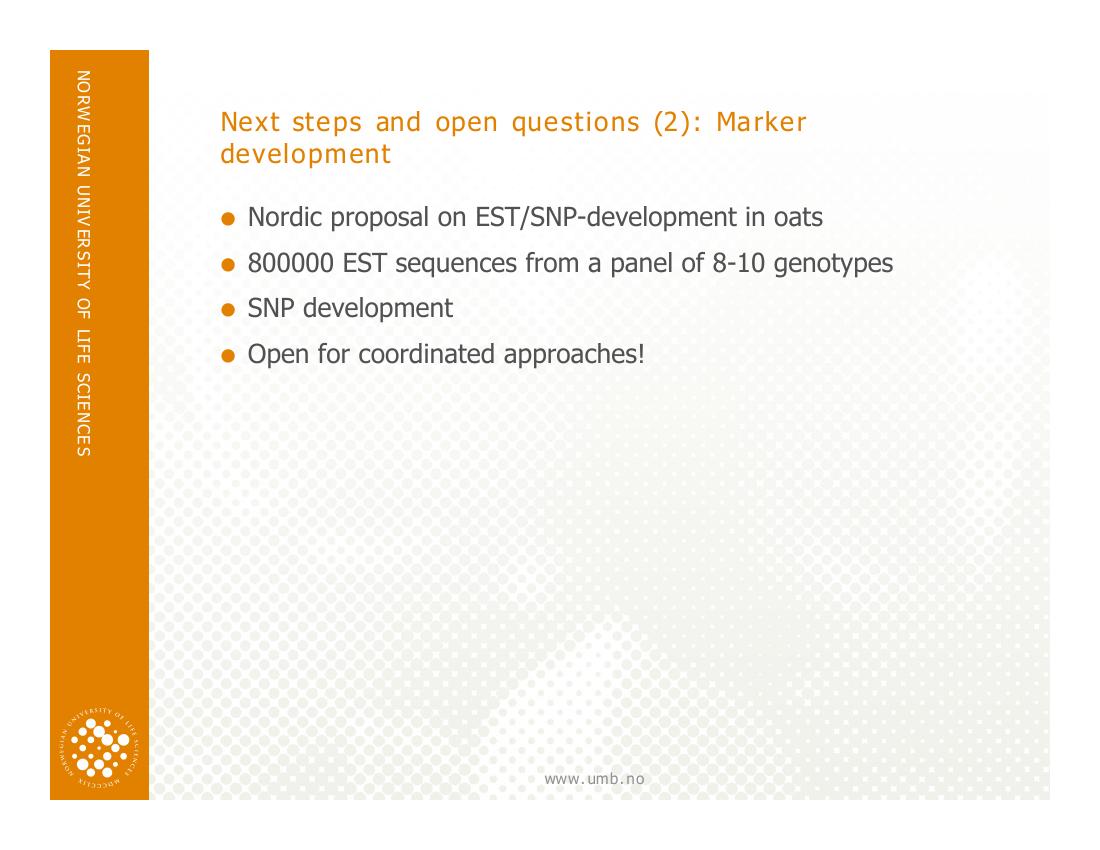 NORWEGIAN UNIVERSITY OF LIFE SCIENCES
Next steps and open questions (2): Marker
development
● Nordic proposal on EST/SNP-development in oats
● 800000 EST sequences from a panel of 8-10 genotypes
● SNP development
● Open for coordinated approaches!
NORWEGIAN UNIVERSITY OF LIFE SCIENCES
MDCCCLIX
www.umb.no